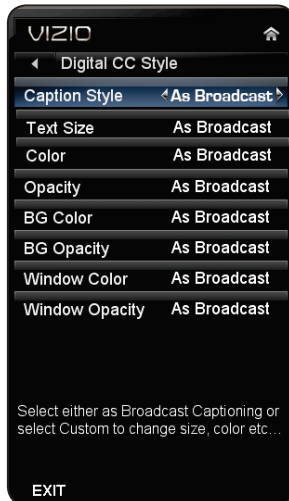 VIZIO
Digital CC Style
Caption Style As Broadcast
Text Size As Broadcast
Color As Broadcast
Opacity As Broadcast
BG Color As Broadcast
BG Opacity As Broadcast
Window Color As Broadcast
Window Opacity As Broadcast
Select either as Broadcast Captioning or
select Custom to change size, color etc...
EXIT